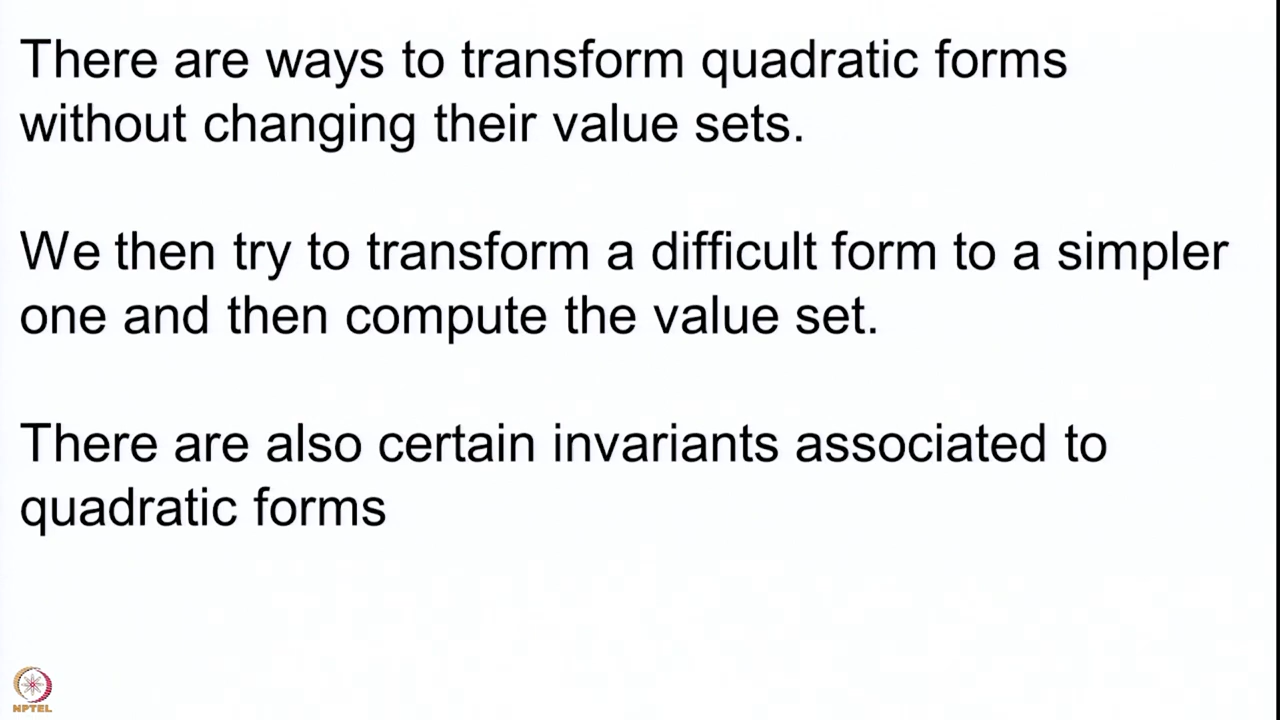 There are ways to transform quadratic forms
without changing their value sets.
We then try to transform a difficult form to a simpler
one and then compute the value set.
There are also certain invariants associated to
quadratic forms
NPTEL